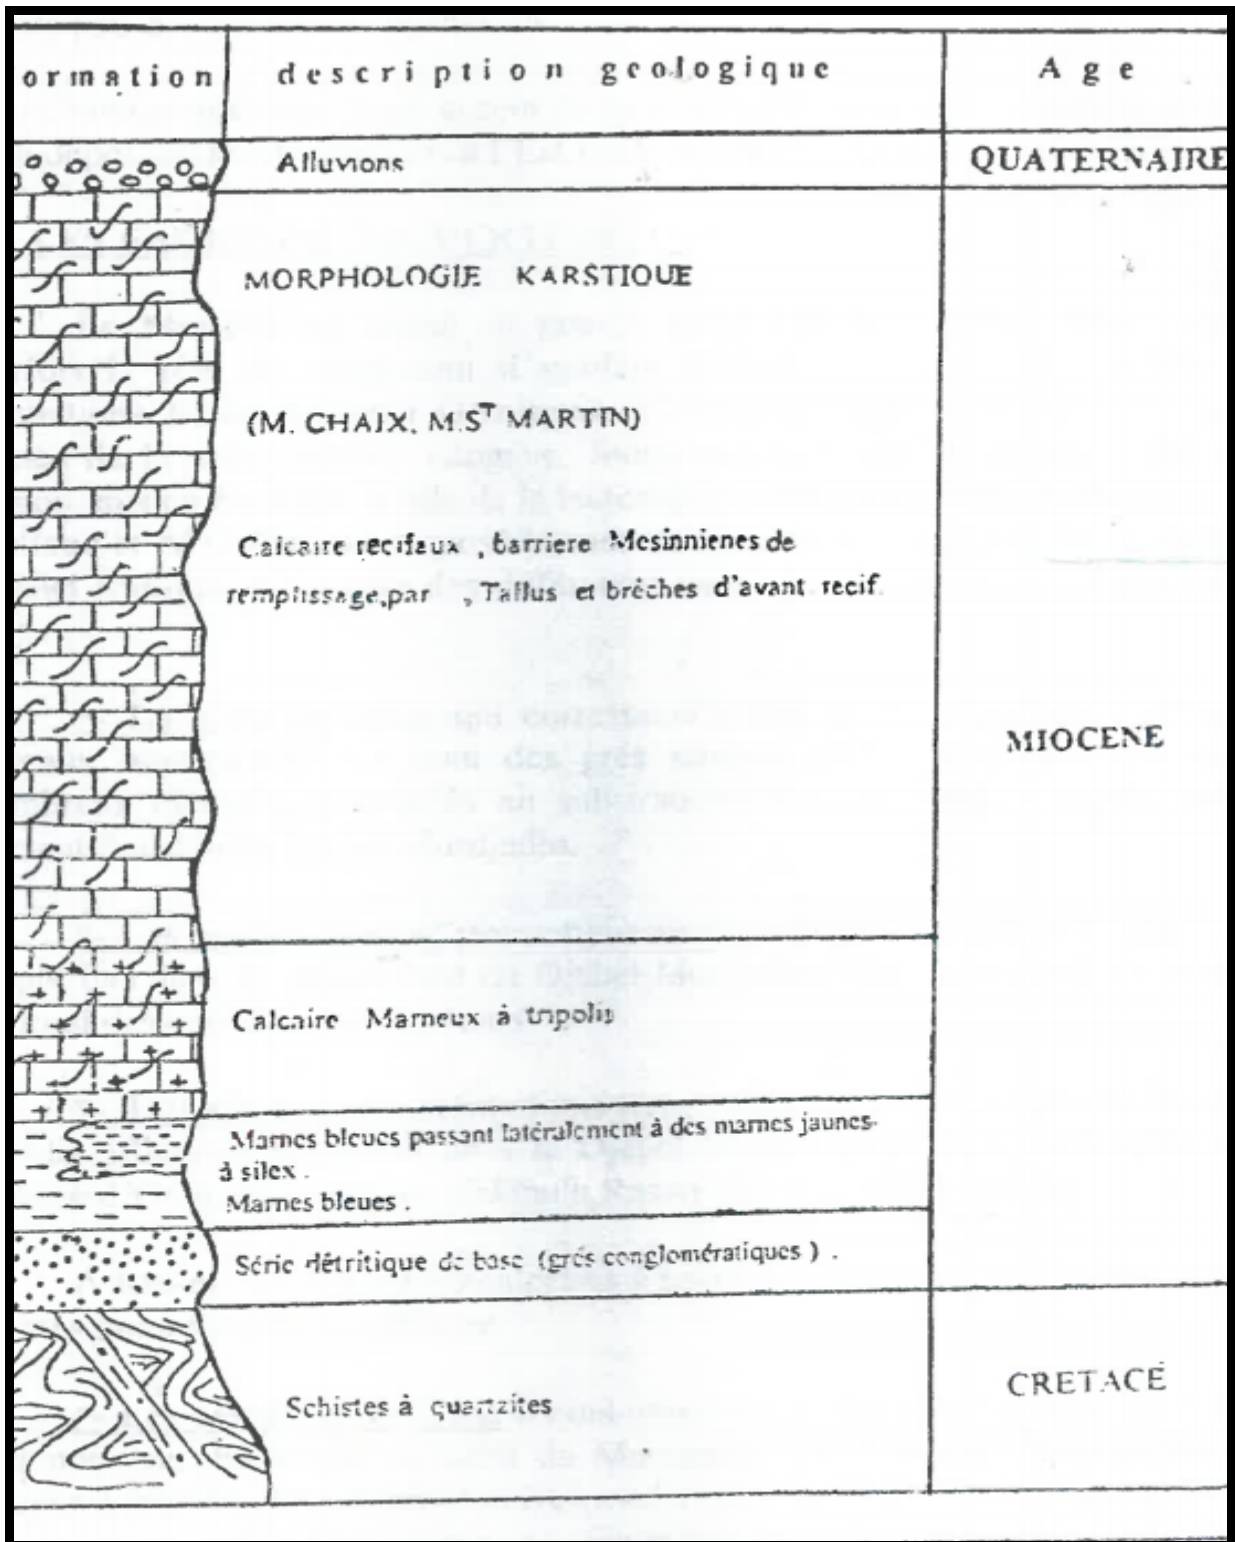 ormation
description geologique
Age
Alluvions
QUATERNAIRE
MORPHOLOGIE KARSTIQUE
(M. CHAIX, M.Sᵀ MARTIN)
Calcaire recifaux , barriere Mesinnienes de
remplissage,par , Tallus et brèches d'avant recif.
MIOCENE
Calcaire Marneux à tripolis
Marnes bleues passant latéralement à des marnes jaunes
à silex .
Marnes bleues .
Série détritique de base (grés conglomératiques ) .
Schistes à quartzites
CRETACÉ